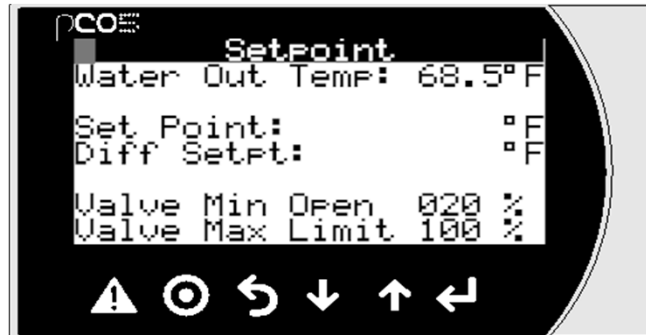 pCO5
Setpoint
Water Out Temp: 68.5°F
Set Point: °F
Diff Setpt: °F
Valve Min Open 020 %
Valve Max Limit 100 %